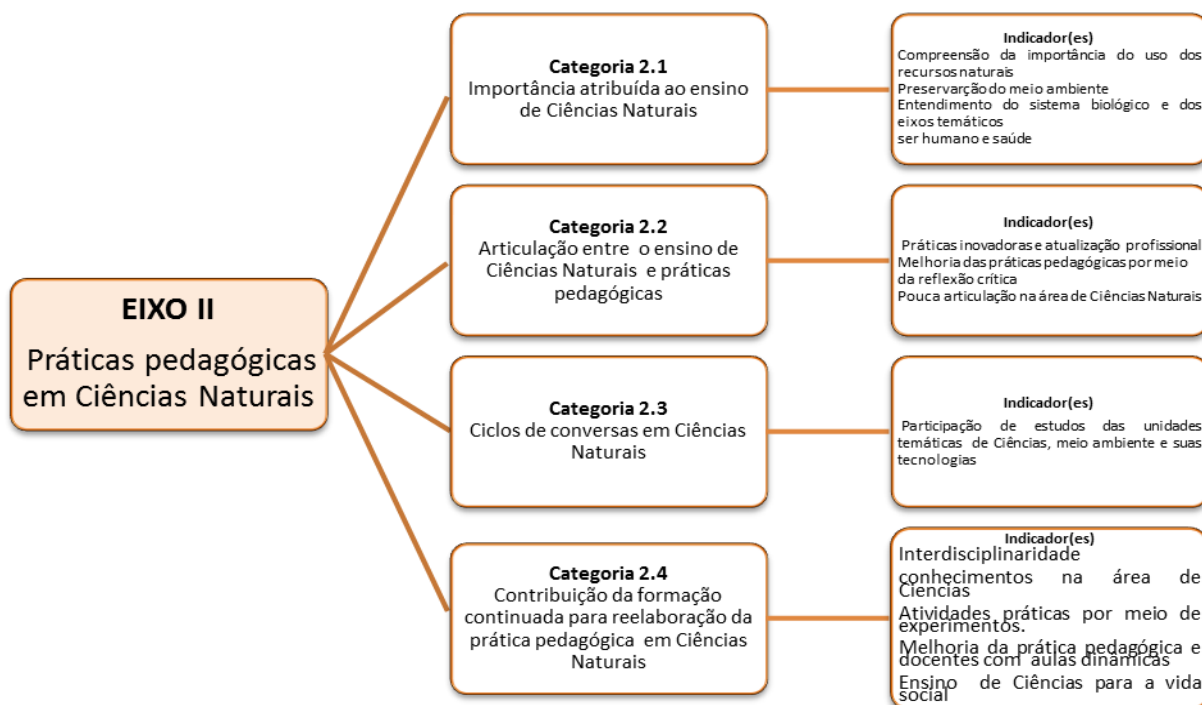 EIXO II
Práticas pedagógicas
em Ciências Naturais
Categoria 2.1
Importância atribuída ao ensino
de Ciências Naturais
Indicador(es)
Compreensão da importância do uso dos
recursos naturais
Preservarção do meio ambiente
Entendimento do sistema biológico e dos
eixos temáticos
ser humano e saúde
Categoria 2.2
Articulação entre o ensino de
Ciências Naturais e práticas
pedagógicas
Indicador(es)
Práticas inovadoras e atualização profissional
Melhoria das práticas pedagógicas por meio
da reflexão crítica
Pouca articulação na área de Ciências Naturais
Categoria 2.3
Ciclos de conversas em Ciências
Naturais
Indicador(es)
Participação de estudos das unidades
temáticas de Ciências, meio ambiente e suas
tecnologias
Categoria 2.4
Contribuição da formação
continuada para reelaboração da
prática pedagógica em Ciências
Naturais
Indicador(es)
Interdisciplinaridade
conhecimentos na área de
Ciências
Atividades práticas por meio de
experimentos.
Melhoria da prática pedagógica e
docentes com aulas dinâmicas
Ensino de Ciências para a vida
social